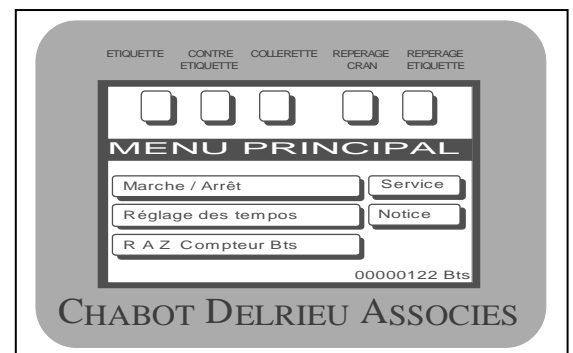 ETIQUETTE CONTRE ETIQUETTE COLLERETTE REPERAGE CRAN REPERAGE ETIQUETTE
MENU PRINCIPAL
Marche / Arrêt Service
Réglage des tempos Notice
R A Z Compteur Bts
00000122 Bts
CHABOT DELRIEU ASSOCIES